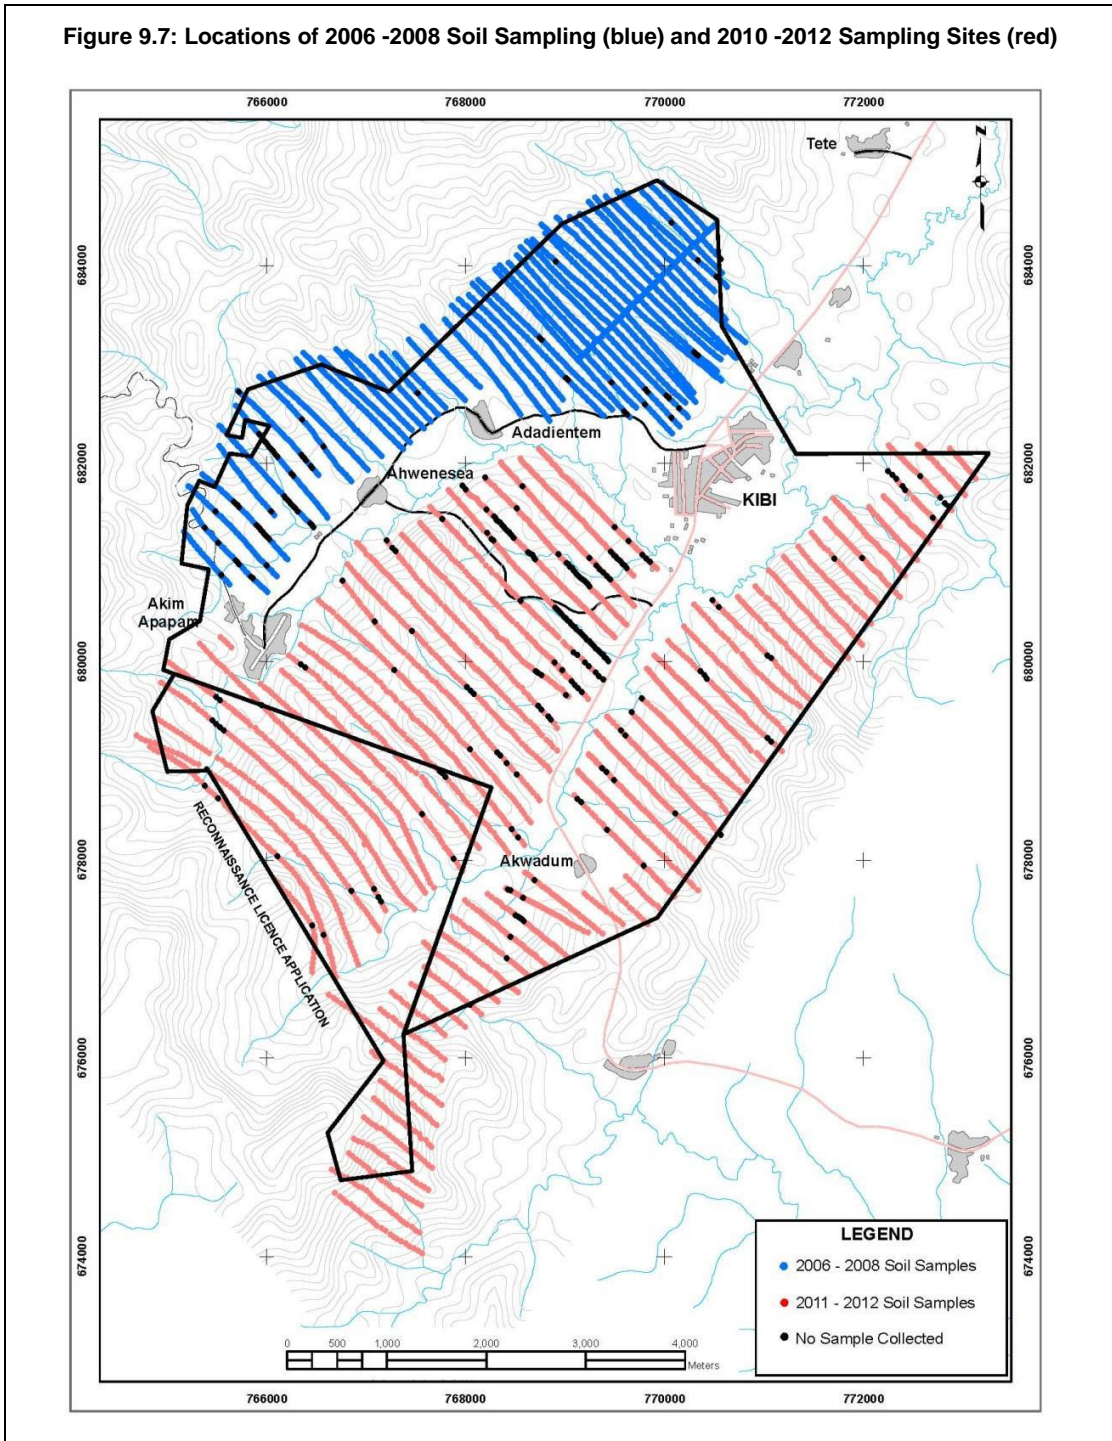 Figure 9.7: Locations of 2006 -2008 Soil Sampling (blue) and 2010 -2012 Sampling Sites (red)
766000 768000 770000 772000
Tete
N
684000 684000
Adadientem
682000 682000
Ahwenesea
KIBI
Akim
Apapam
680000 680000
RECONNAISSANCE LICENCE APPLICATION
Akwadum
678000 678000
676000 676000
674000 674000
LEGEND
2006 - 2008 Soil Samples
2011 - 2012 Soil Samples
No Sample Collected
0 500 1,000 2,000 3,000 4,000
Meters
766000 768000 770000 772000